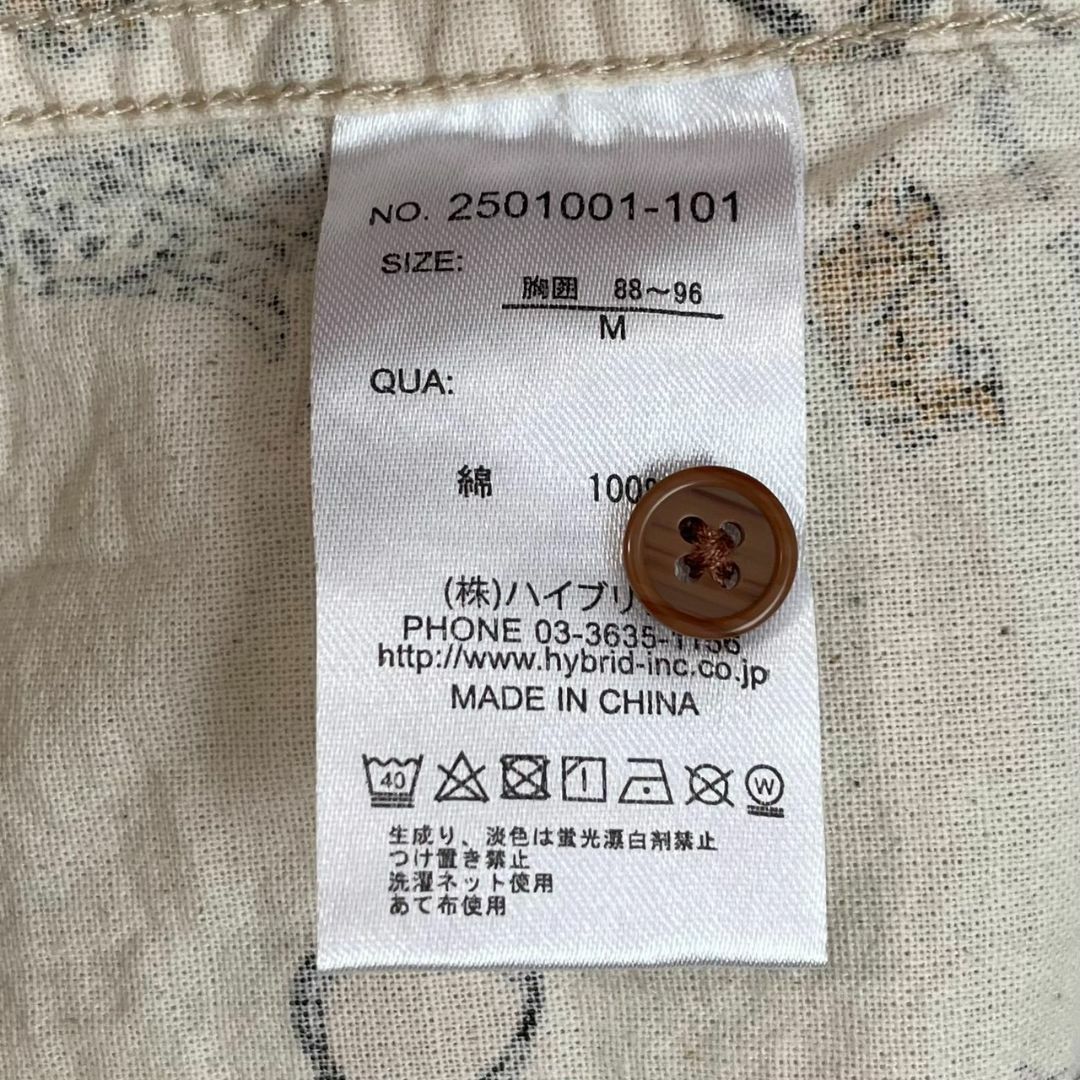 NO. 2501001-101
SIZE:
胸囲 88～96
M
QUA:
綿 100
(株)ハイブリ
PHONE 03-3635-1156
http://www.hybrid-inc.co.jp
MADE IN CHINA
40
W
生成り、淡色は蛍光漂白剤禁止
つけ置き禁止
洗濯ネット使用
あて布使用